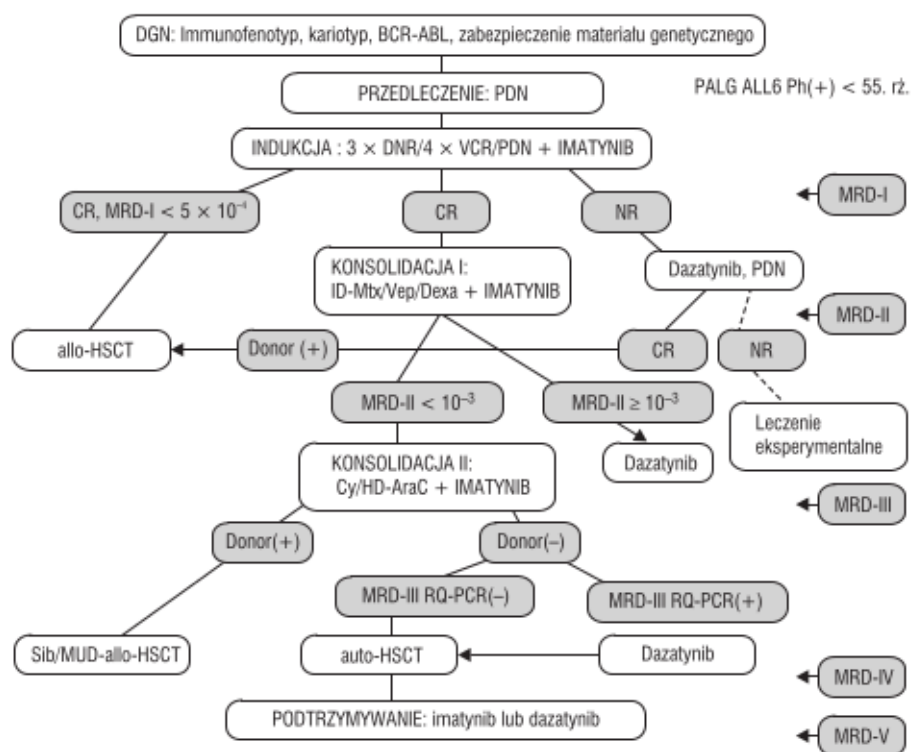 DGN: Immunofenotyp, kariotyp, BCR-ABL, zabezpieczenie materiału genetycznego
PRZEDLECZENIE: PDN
PALG ALL6 Ph(+) < 55. rż.
INDUKCJA : 3 × DNR/4 × VCR/PDN + IMATYNIB
CR, MRD-I < 5 × 10⁻⁴
CR
NR
MRD-I
KONSOLIDACJA I:
ID-Mtx/Vep/Dexa + IMATYNIB
Dazatynib, PDN
MRD-II
allo-HSCT
Donor (+)
CR
NR
MRD-II < 10⁻³
MRD-II ≥ 10⁻³
Leczenie
eksperymentalne
KONSOLIDACJA II:
Cy/HD-AraC + IMATYNIB
Dazatynib
MRD-III
Donor(+)
Donor(–)
MRD-III RQ-PCR(–)
MRD-III RQ-PCR(+)
Sib/MUD-allo-HSCT
auto-HSCT
Dazatynib
MRD-IV
PODTRZYMYWANIE: imatynib lub dazatynib
MRD-V